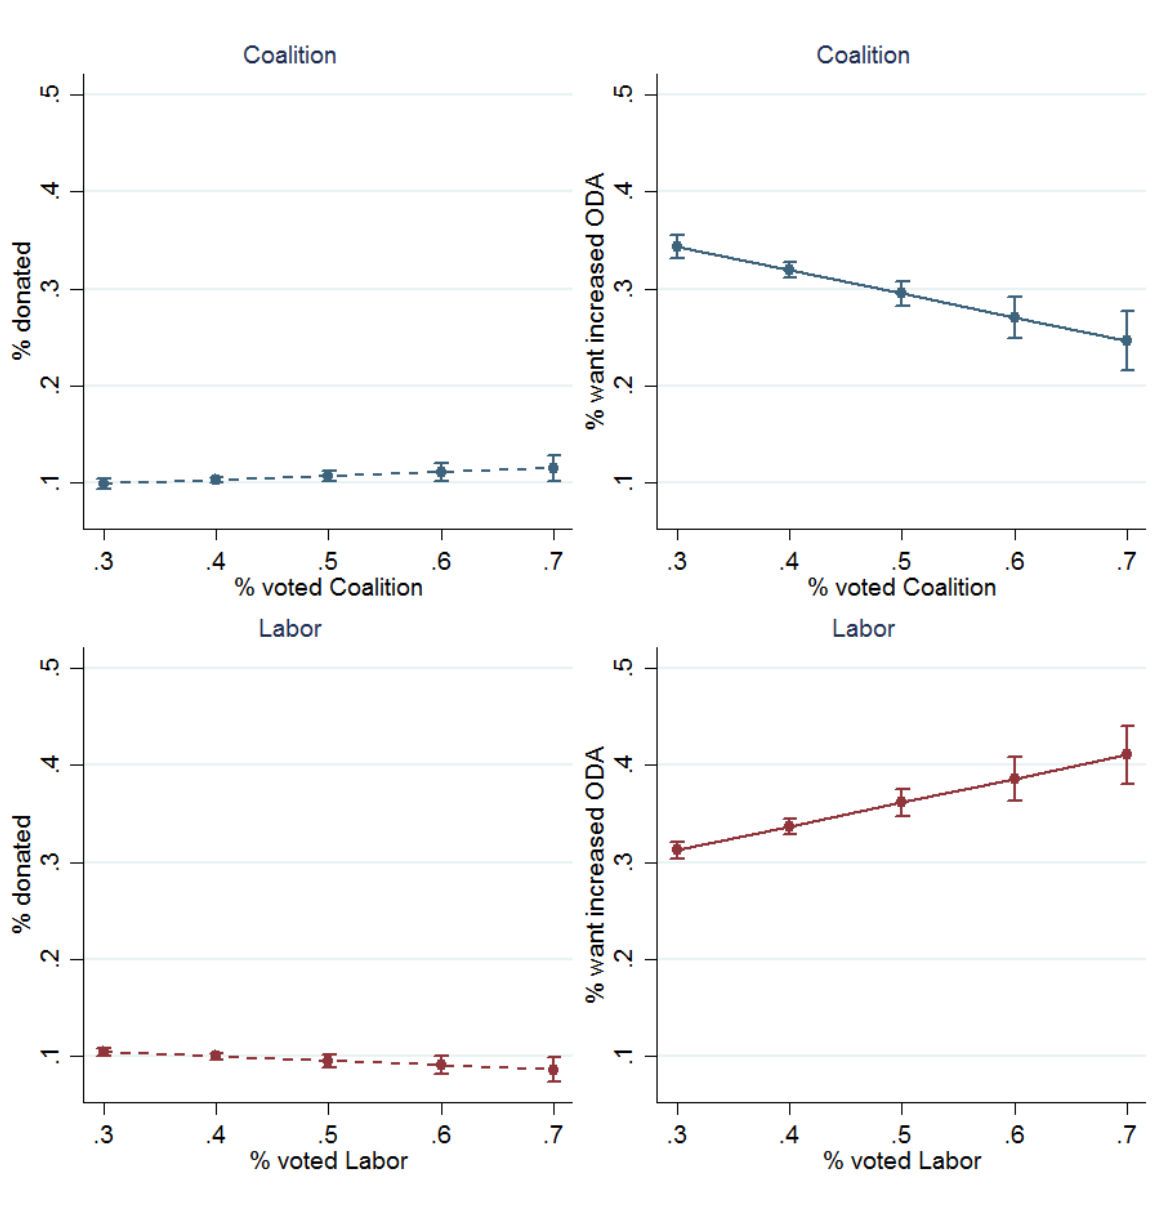 Coalition
% donated
.5
.4
.3
.2
.1
.3 .4 .5 .6 .7
% voted Coalition
Coalition
% want increased ODA
.5
.4
.3
.2
.1
.3 .4 .5 .6 .7
% voted Coalition
Labor
% donated
.5
.4
.3
.2
.1
.3 .4 .5 .6 .7
% voted Labor
Labor
% want increased ODA
.5
.4
.3
.2
.1
.3 .4 .5 .6 .7
% voted Labor